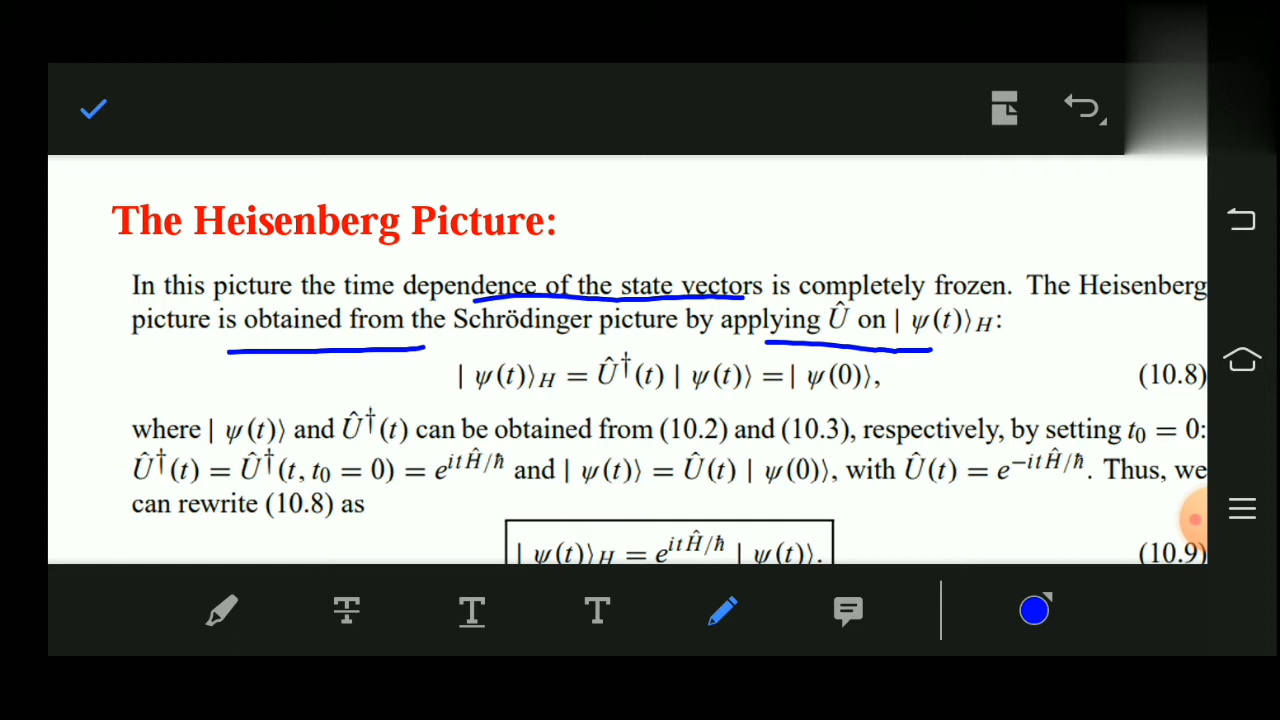 The Heisenberg Picture:
In this picture the time dependence of the state vectors is completely frozen. The Heisenberg
picture is obtained from the Schrödinger picture by applying Û on | ψ(t)⟩H:
| ψ(t)⟩H = Û†(t) | ψ(t)⟩ =| ψ(0)⟩, (10.8)
where | ψ(t)⟩ and Û†(t) can be obtained from (10.2) and (10.3), respectively, by setting t0 = 0:
Û†(t) = Û†(t, t0 = 0) = e^{itĤ/ħ} and | ψ(t)⟩ = Û(t) | ψ(0)⟩, with Û(t) = e^{−itĤ/ħ}. Thus, we
can rewrite (10.8) as
| ψ(t)⟩H = e^{itĤ/ħ} | ψ(t)⟩. (10.9)